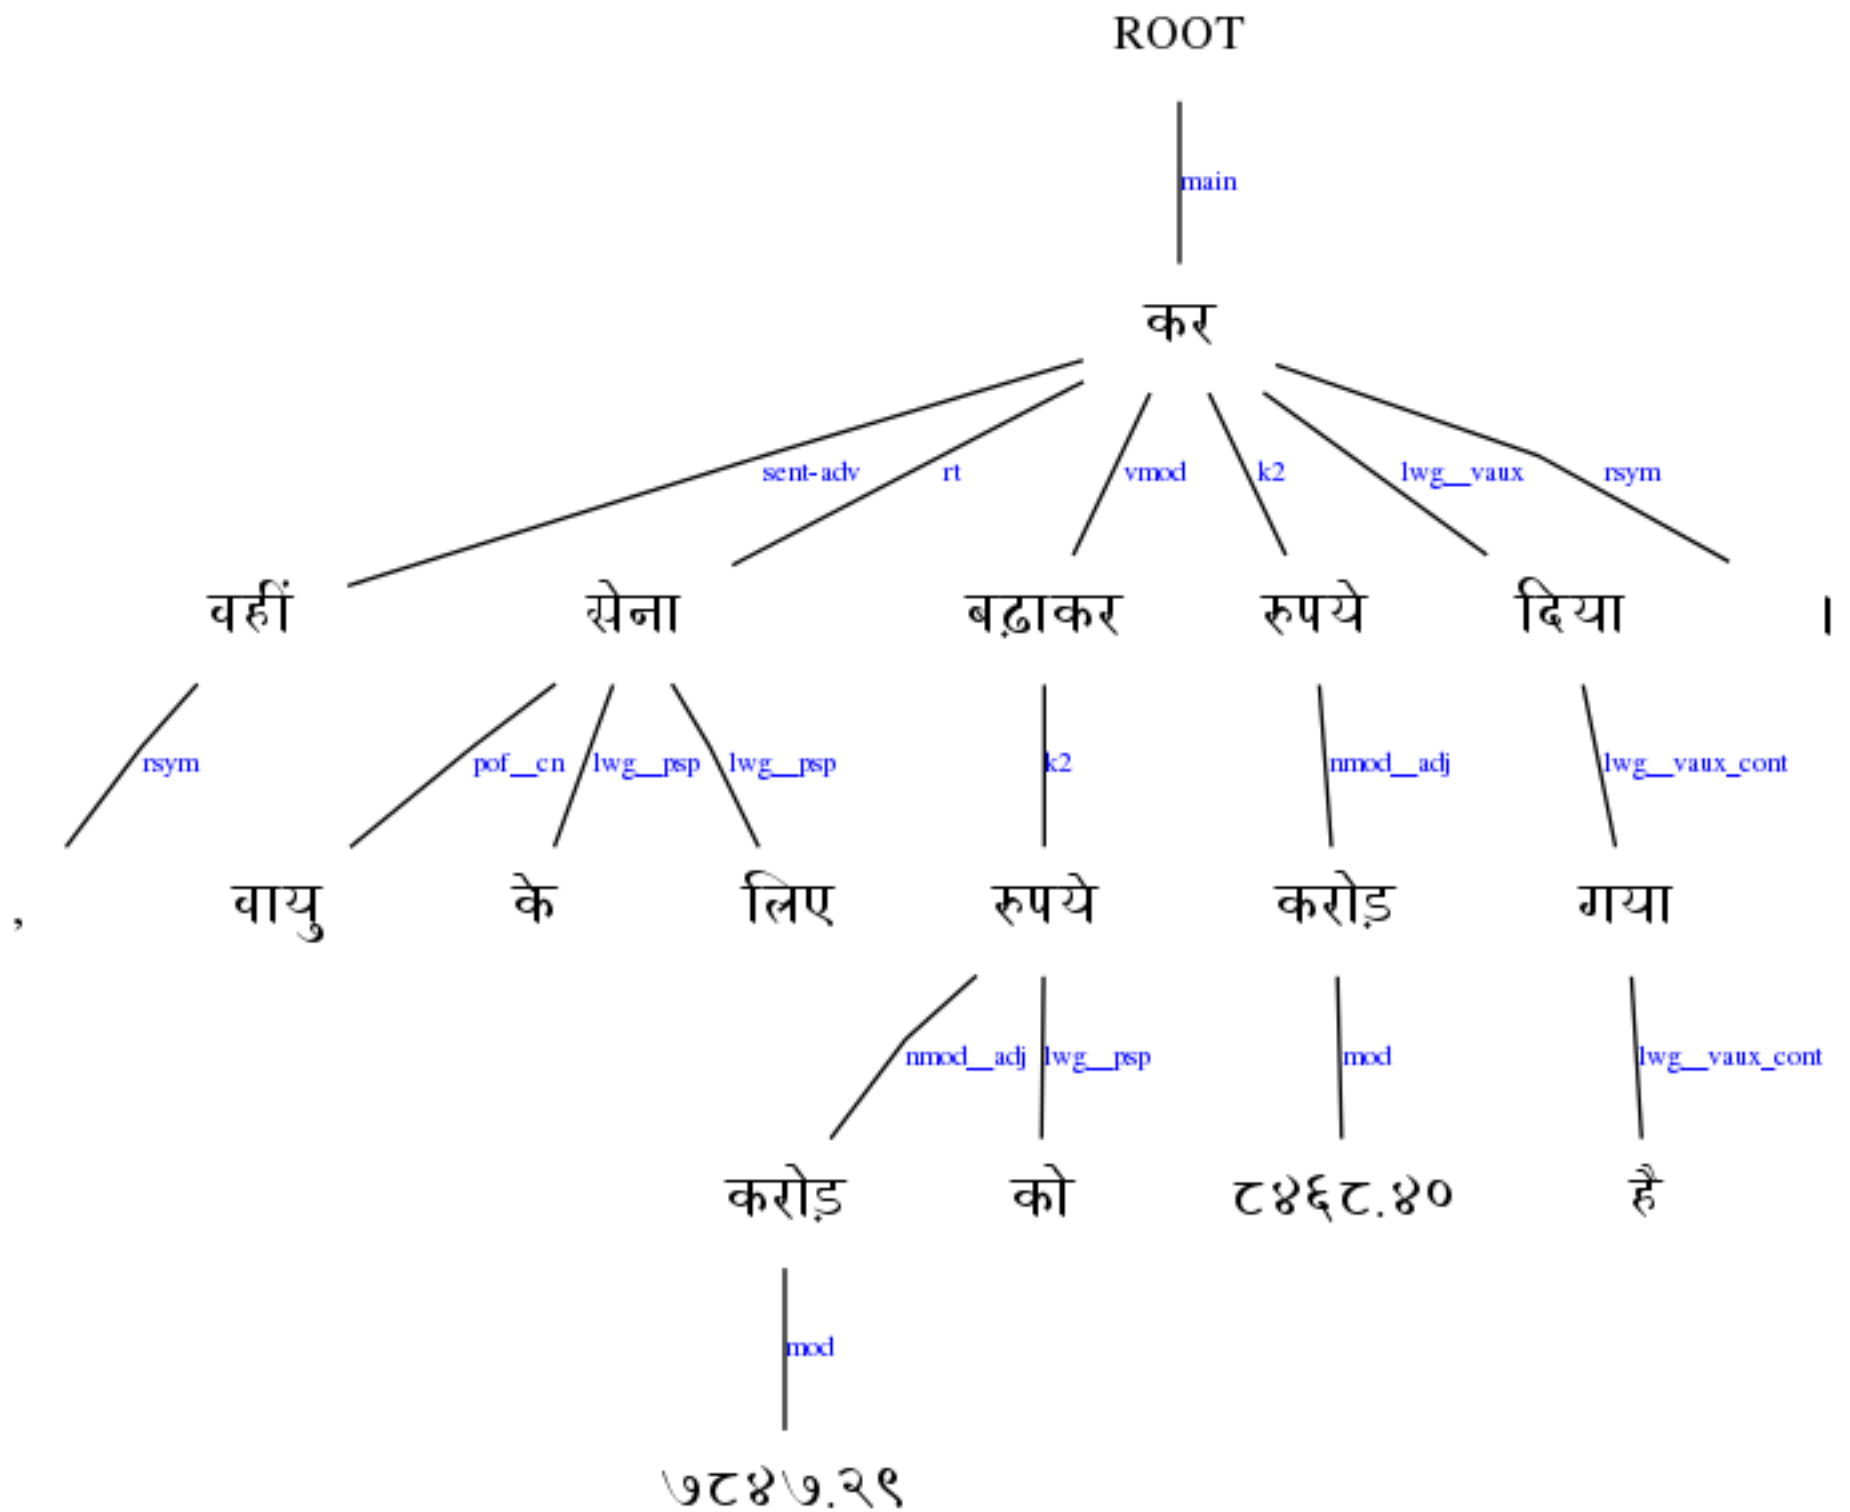 ROOT
main
कर
sent-adv rt vmod k2 lwg__vaux rsym
वहीं सेना बढ़ाकर रुपये दिया ।
rsym pof__cn lwg__psp lwg__psp k2 nmod__adj lwg__vaux_cont
, वायु के लिए रुपये करोड़ गया
nmod__adj lwg__psp mod lwg__vaux_cont
करोड़ को ८४६८.४० है
mod
७८४७.२९